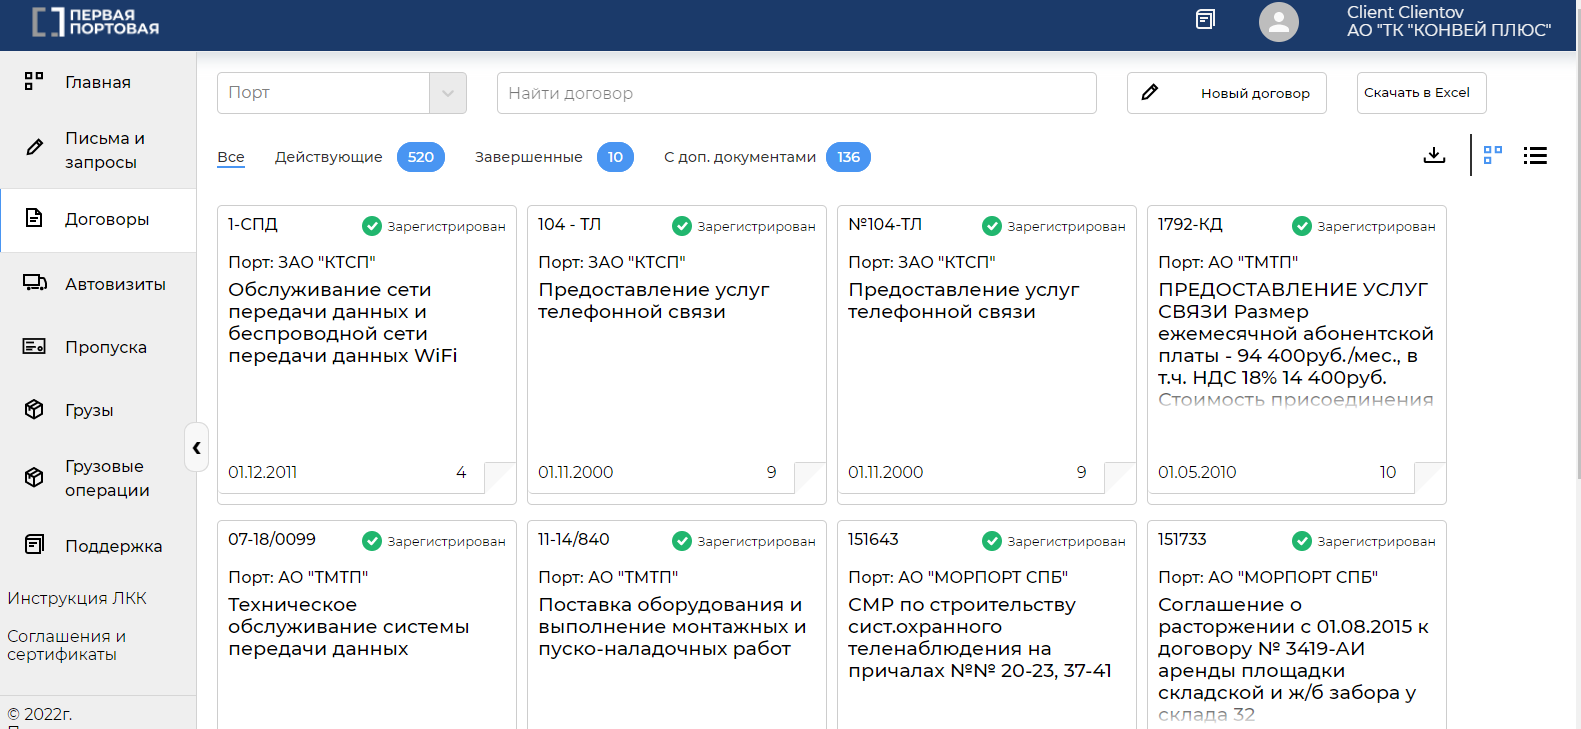 ПЕРВАЯ
ПОРТОВАЯ
Client Clientov
АО "ТК "КОНВЕЙ ПЛЮС"
Главная
Письма и
запросы
Договоры
Автовизиты
Пропуска
Грузы
Грузовые
операции
Поддержка
Инструкция ЛКК
Соглашения и
сертификаты
© 2022г.
Порт
Найти договор
Новый договор
Скачать в Excel
Все
Действующие 520
Завершенные 10
С доп. документами 136
1-СПД
Зарегистрирован
Порт: ЗАО "КТСП"
Обслуживание сети
передачи данных и
беспроводной сети
передачи данных WiFi
01.12.2011
4
104 - ТЛ
Зарегистрирован
Порт: ЗАО "КТСП"
Предоставление услуг
телефонной связи
01.11.2000
9
№104-ТЛ
Зарегистрирован
Порт: ЗАО "КТСП"
Предоставление услуг
телефонной связи
01.11.2000
9
1792-КД
Зарегистрирован
Порт: АО "ТМТП"
ПРЕДОСТАВЛЕНИЕ УСЛУГ
СВЯЗИ Размер
ежемесячной абонентской
платы - 94 400руб./мес., в
т.ч. НДС 18% 14 400руб.
Стоимость присоединения
01.05.2010
10
07-18/0099
Зарегистрирован
Порт: АО "ТМТП"
Техническое
обслуживание системы
передачи данных
11-14/840
Зарегистрирован
Порт: АО "ТМТП"
Поставка оборудования и
выполнение монтажных и
пуско-наладочных работ
151643
Зарегистрирован
Порт: АО "МОРПОРТ СПБ"
СМР по строительству
сист.охранного
теленаблюдения на
причалах №№ 20-23, 37-41
151733
Зарегистрирован
Порт: АО "МОРПОРТ СПБ"
Соглашение о
расторжении с 01.08.2015 к
договору № 3419-АИ
аренды площадки
складской и ж/б забора у
склада 32